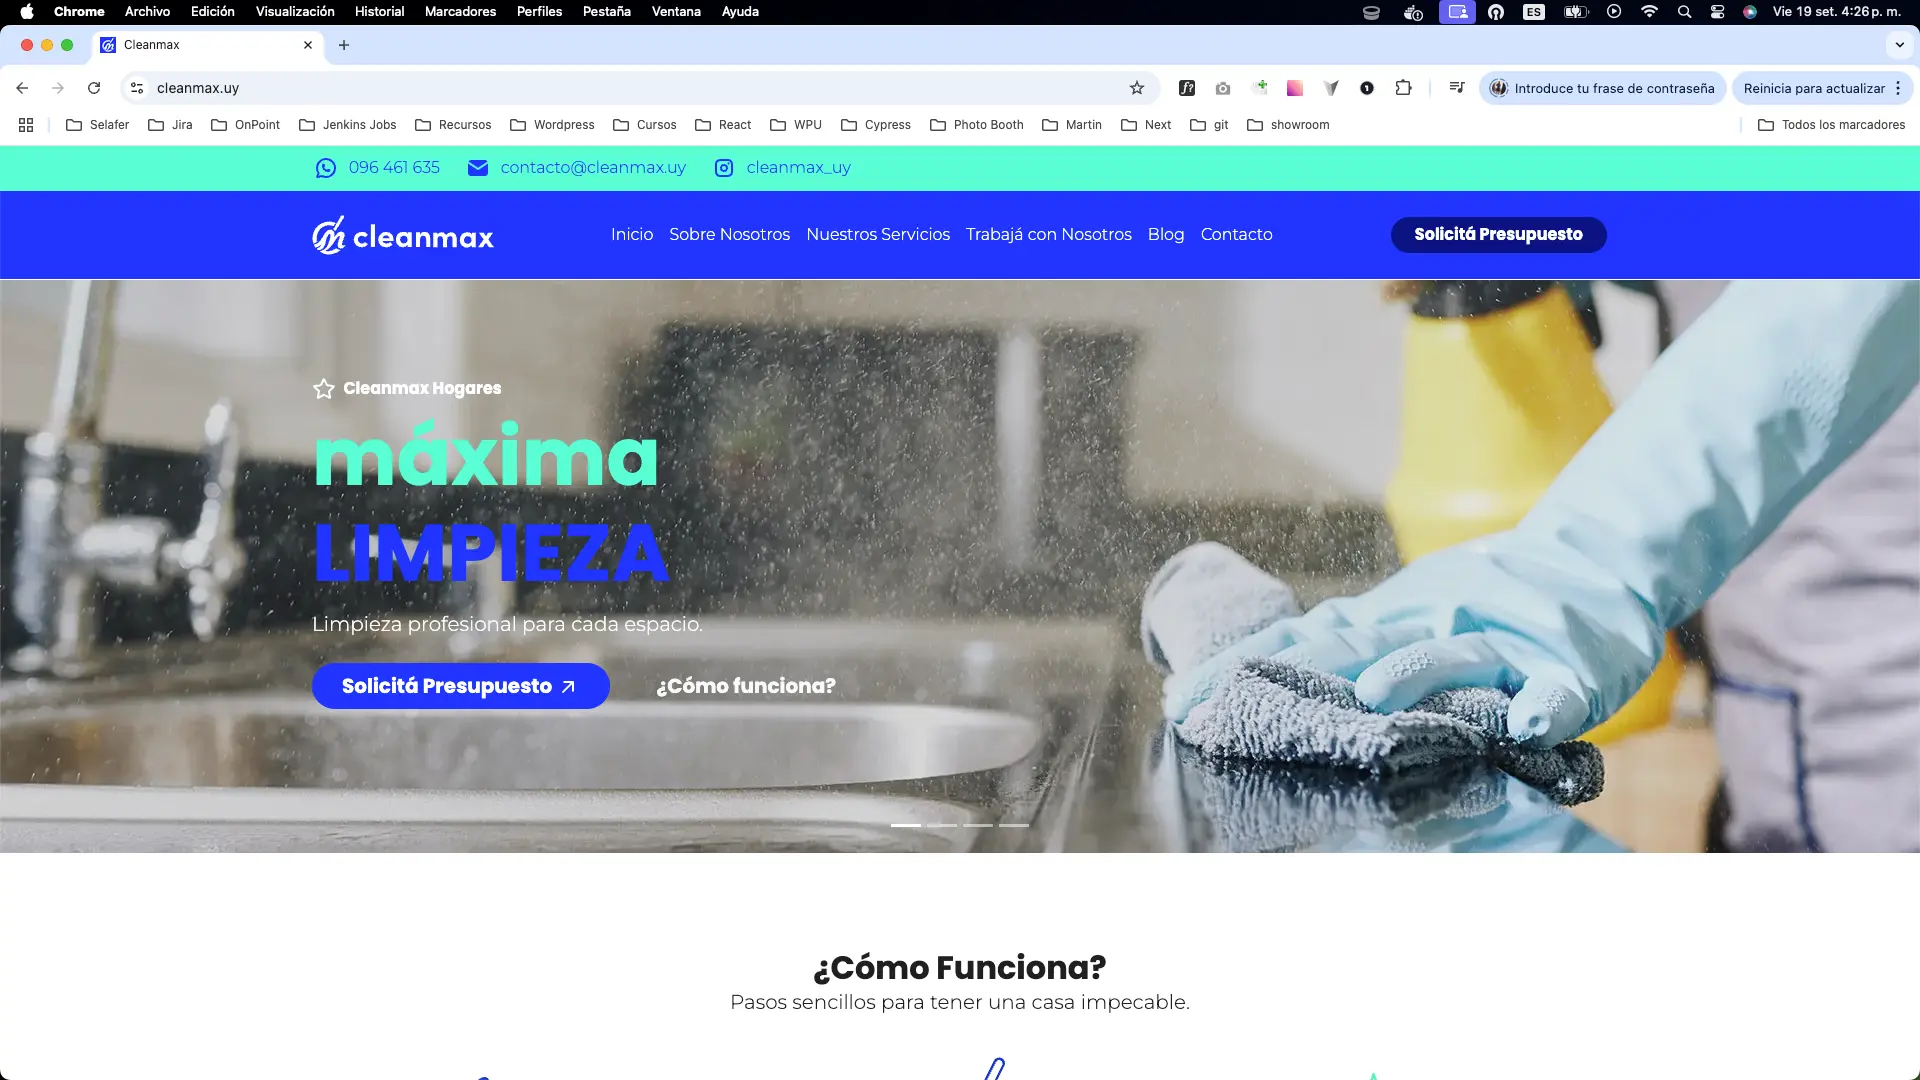 Chrome Archivo Edición Visualización Historial Marcadores Perfiles Pestaña Ventana Ayuda ES Vie 19 set. 4:26 p. m.
Cleanmax
cleanmax.uy Introduce tu frase de contraseña Reinicia para actualizar
Selafer Jira OnPoint Jenkins Jobs Recursos Wordpress Cursos React WPU Cypress Photo Booth Martin Next git showroom Todos los marcadores
096 461 635 contacto@cleanmax.uy cleanmax_uy
cleanmax Inicio Sobre Nosotros Nuestros Servicios Trabajá con Nosotros Blog Contacto Solicitá Presupuesto
Cleanmax Hogares
máxima
LIMPIEZA
Limpieza profesional para cada espacio.
Solicitá Presupuesto ¿Cómo funciona?
¿Cómo Funciona?
Pasos sencillos para tener una casa impecable.